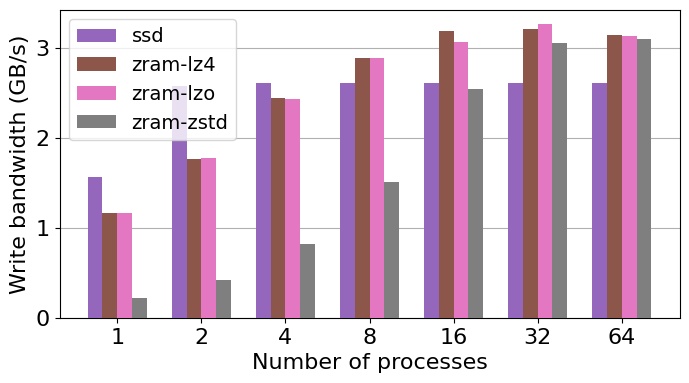 ssd
zram-lz4
zram-lzo
zram-zstd
Write bandwidth (GB/s)
3
2
1
0
1 2 4 8 16 32 64
Number of processes